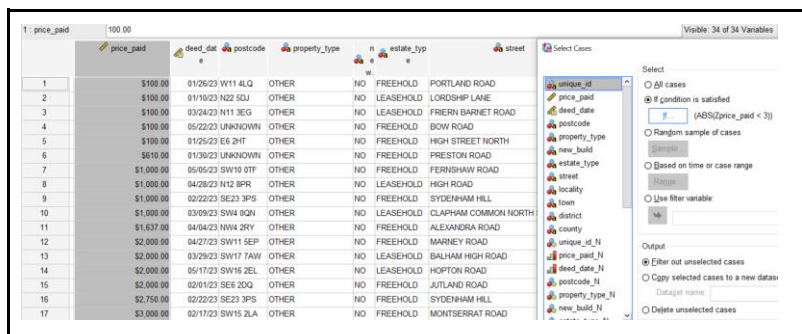 1 : price_paid 100.00 Visible: 34 of 34 Variables
price_paid deed_dat e postcode property_type n e w. estate_typ e street
1 $100.00 01/26/23 W11 4LQ OTHER NO FREEHOLD PORTLAND ROAD
2 $100.00 01/10/23 N22 5DJ OTHER NO LEASEHOLD LORDSHIP LANE
3 $100.00 03/24/23 N11 3EG OTHER NO LEASEHOLD FRIERN BARNET ROAD
4 $100.00 05/22/23 UNKNOWN OTHER NO FREEHOLD BOW ROAD
5 $100.00 01/25/23 E6 2HT OTHER NO FREEHOLD HIGH STREET NORTH
6 $610.00 01/30/23 UNKNOWN OTHER NO FREEHOLD PRESTON ROAD
7 $1,000.00 05/05/23 SW10 0TF OTHER NO FREEHOLD FERNSHAW ROAD
8 $1,000.00 04/28/23 N12 8PR OTHER NO LEASEHOLD HIGH ROAD
9 $1,000.00 02/22/23 SE23 3PS OTHER NO LEASEHOLD SYDENHAM HILL
10 $1,000.00 03/09/23 SW4 0QN OTHER NO LEASEHOLD CLAPHAM COMMON NORTH
11 $1,637.00 04/04/23 NW4 2RY OTHER NO FREEHOLD ALEXANDRA ROAD
12 $2,000.00 04/27/23 SW11 5EP OTHER NO FREEHOLD MARNEY ROAD
13 $2,000.00 03/29/23 SW17 7AW OTHER NO LEASEHOLD BALHAM HIGH ROAD
14 $2,000.00 05/17/23 SW16 2EL OTHER NO LEASEHOLD HOPTON ROAD
15 $2,000.00 02/01/23 SE6 2DQ OTHER NO FREEHOLD JUTLAND ROAD
16 $2,750.00 02/22/23 SE23 3PS OTHER NO FREEHOLD SYDENHAM HILL
17 $3,000.00 02/17/23 SW15 2LA OTHER NO FREEHOLD MONTSERRAT ROAD
Select Cases
unique_id
price_paid
deed_date
postcode
property_type
new_build
estate_type
street
locality
town
district
county
unique_id_N
price_paid_N
deed_date_N
postcode_N
property_type_N
new_build_N
Select
All cases
If condition is satisfied
If... (ABS(Zprice_paid < 3))
Random sample of cases
Sample...
Based on time or case range
Range...
Use filter variable:
Output
Filter out unselected cases
Copy selected cases to a new datase
Dataset name:
Delete unselected cases